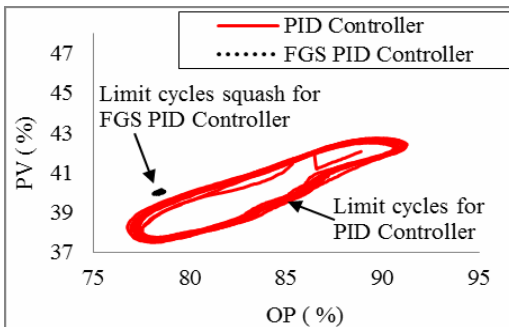 PID Controller
FGS PID Controller
47
45
43
41
39
37
PV ( %)
Limit cycles squash for
FGS PID Controller
Limit cycles for
PID Controller
75
80
85
90
95
OP ( %)